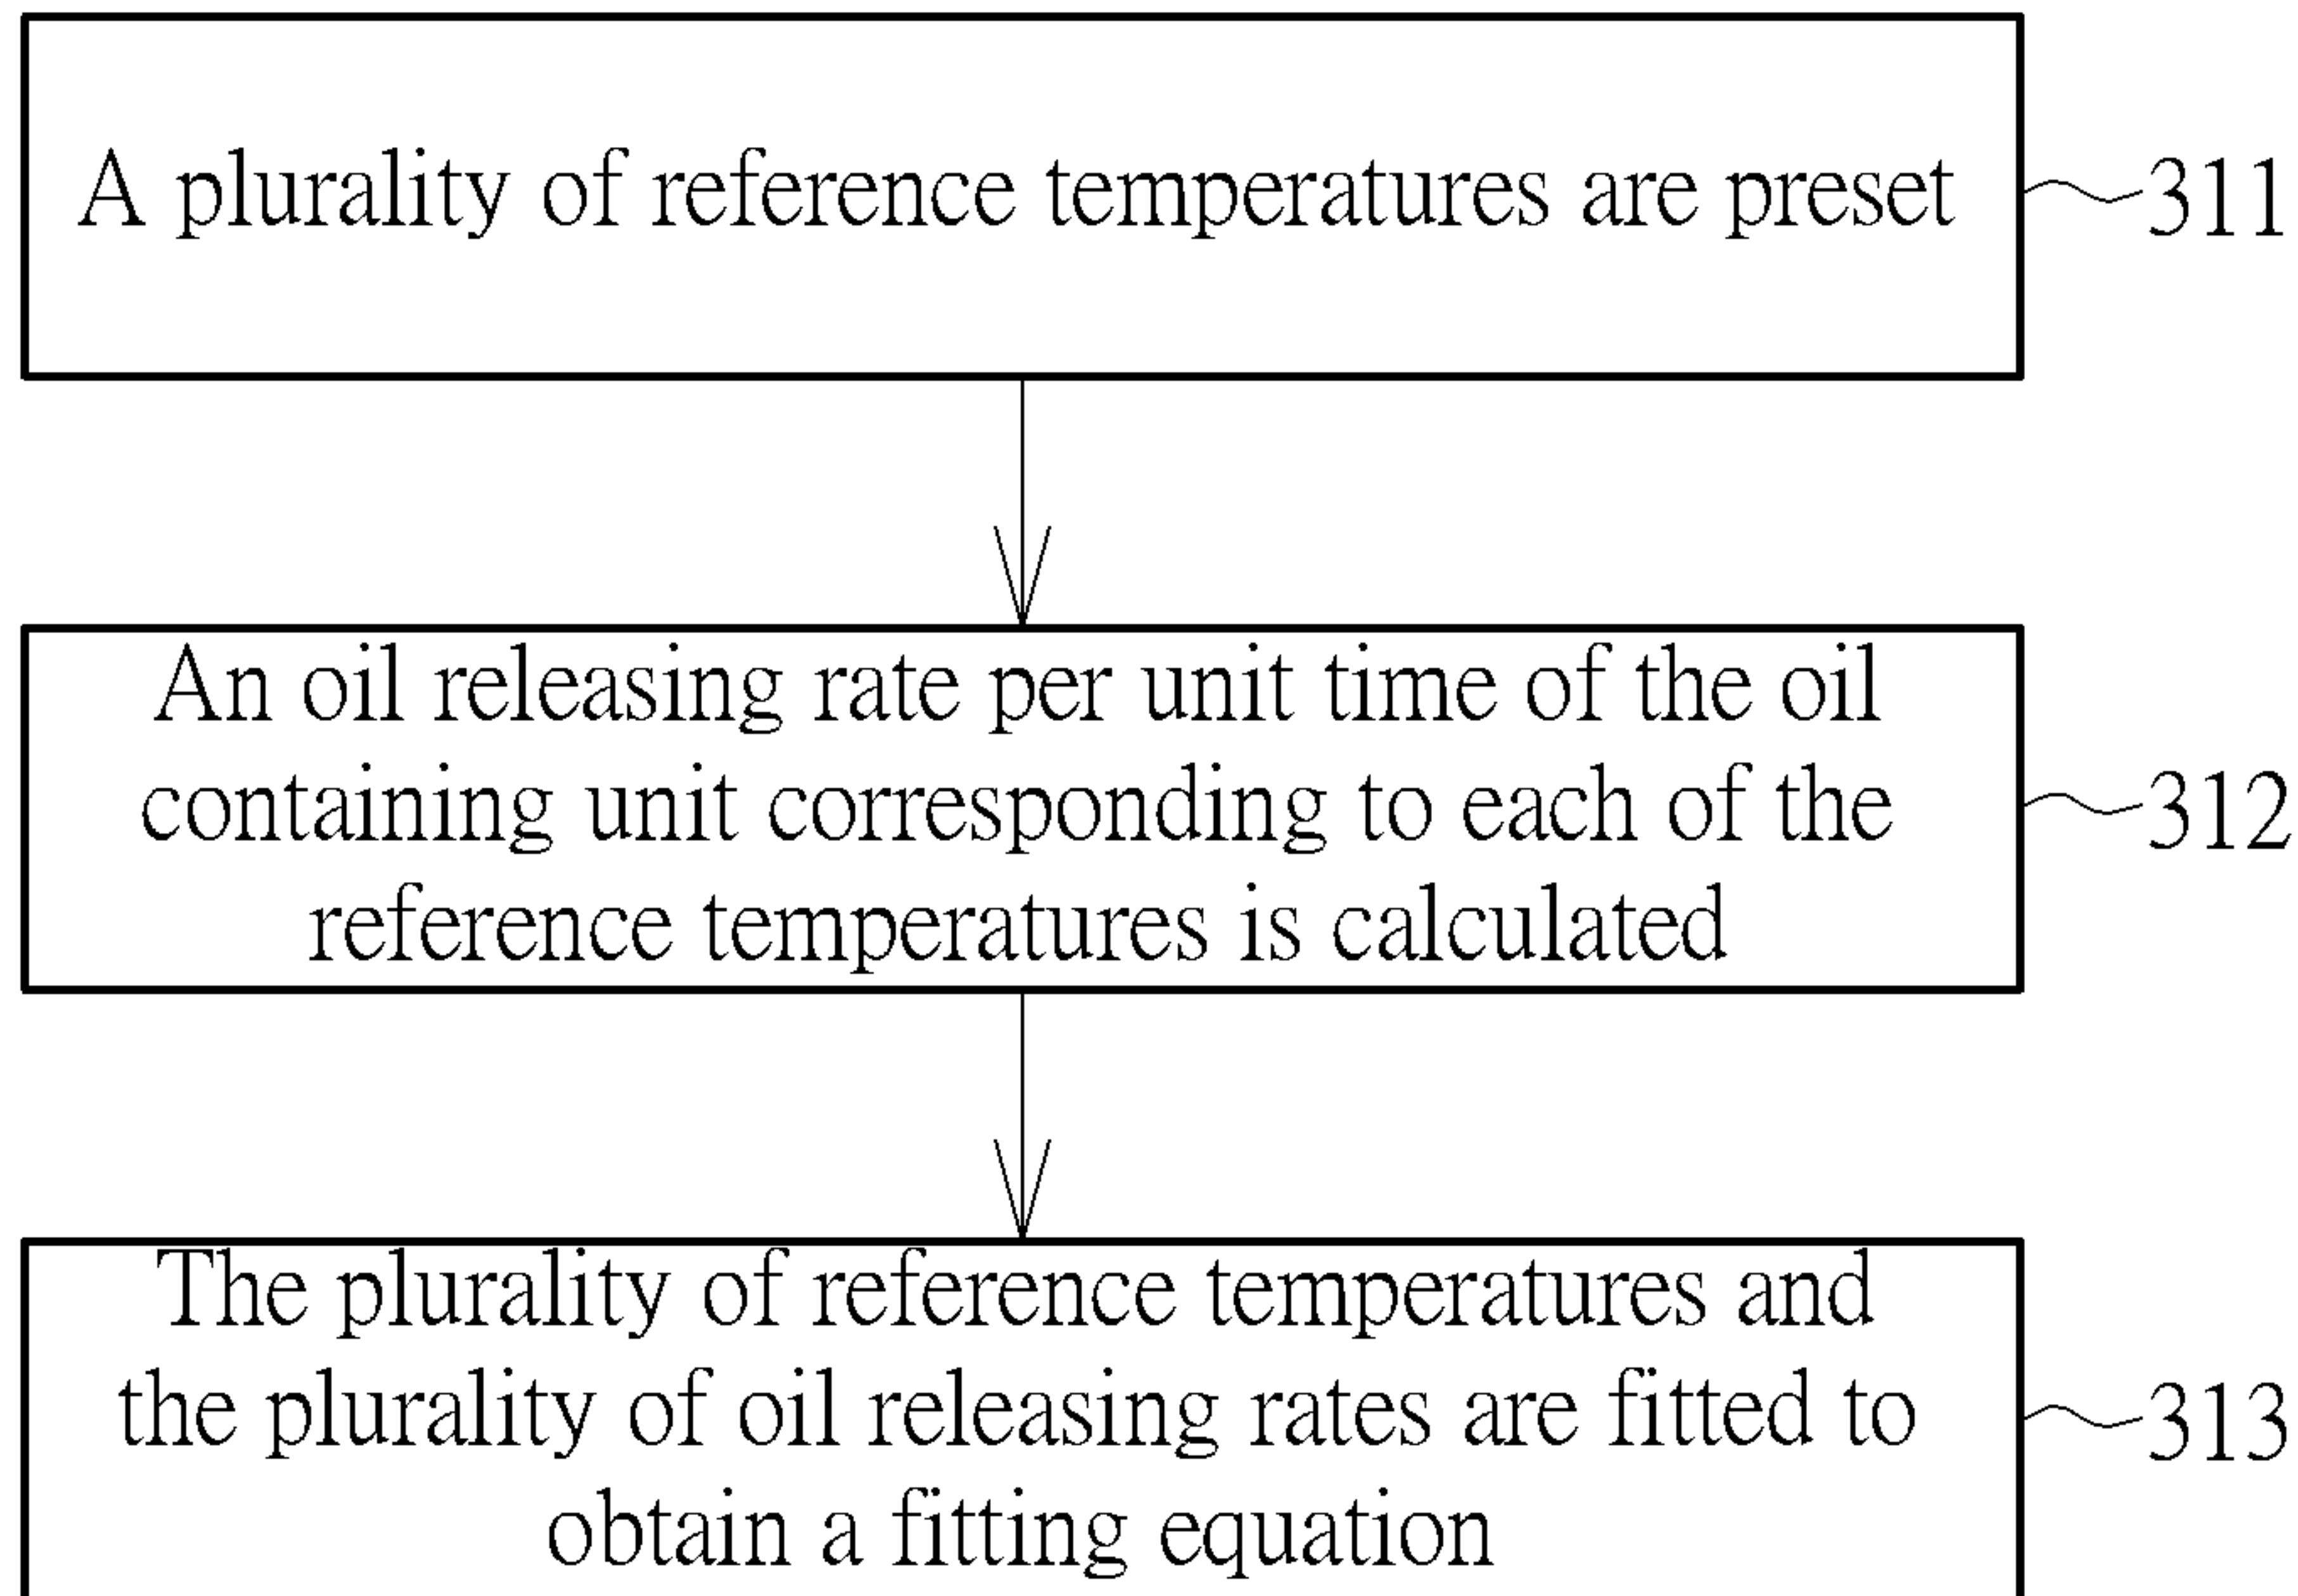 A plurality of reference temperatures are preset
311
An oil releasing rate per unit time of the oil
containing unit corresponding to each of the
reference temperatures is calculated
312
The plurality of reference temperatures and
the plurality of oil releasing rates are fitted to
obtain a fitting equation
313